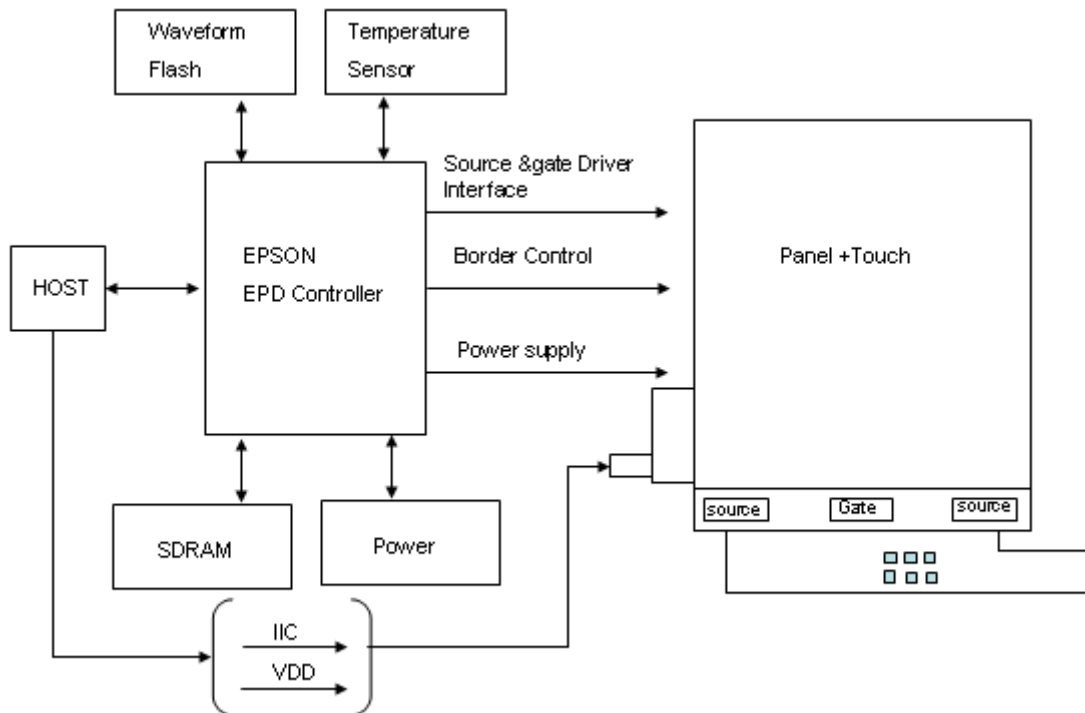 Waveform
Flash
Temperature
Sensor
Source &gate Driver
Interface
EPSON
EPD Controller
Border Control
Panel +Touch
HOST
Power supply
source
Gate
source
SDRAM
Power
IIC
VDD